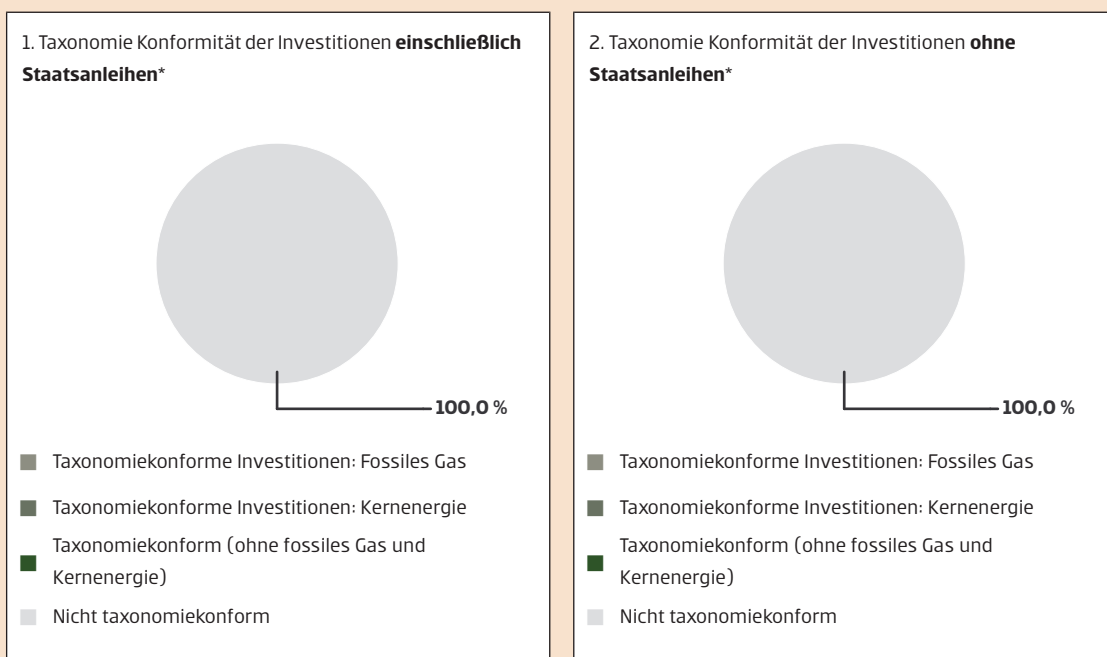 1. Taxonomie Konformität der Investitionen einschließlich
Staatsanleihen*
100,0 %
Taxonomiekonforme Investitionen: Fossiles Gas
Taxonomiekonforme Investitionen: Kernenergie
Taxonomiekonform (ohne fossiles Gas und
Kernenergie)
Nicht taxonomiekonform
2. Taxonomie Konformität der Investitionen ohne
Staatsanleihen*
100,0 %
Taxonomiekonforme Investitionen: Fossiles Gas
Taxonomiekonforme Investitionen: Kernenergie
Taxonomiekonform (ohne fossiles Gas und
Kernenergie)
Nicht taxonomiekonform